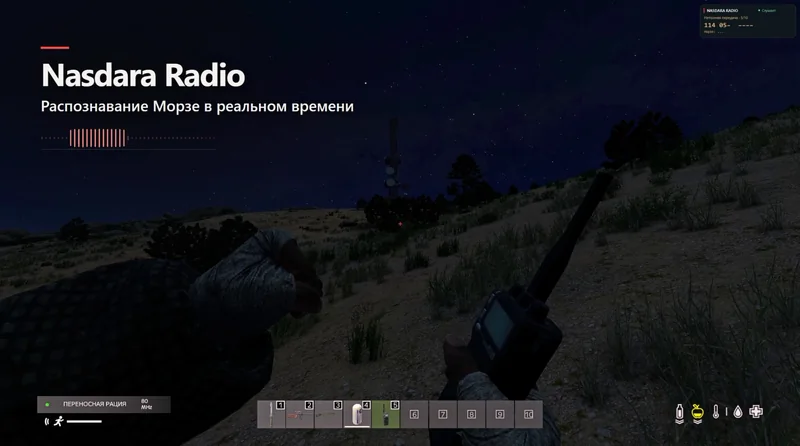 Nasdara Radio
Распознавание Морзе в реальном времени
NASDARA RADIO
114 05- ----
ПЕРЕНОСНАЯ РАЦИЯ
80
MHz
1
2
3
4
5
6
7
8
9
10